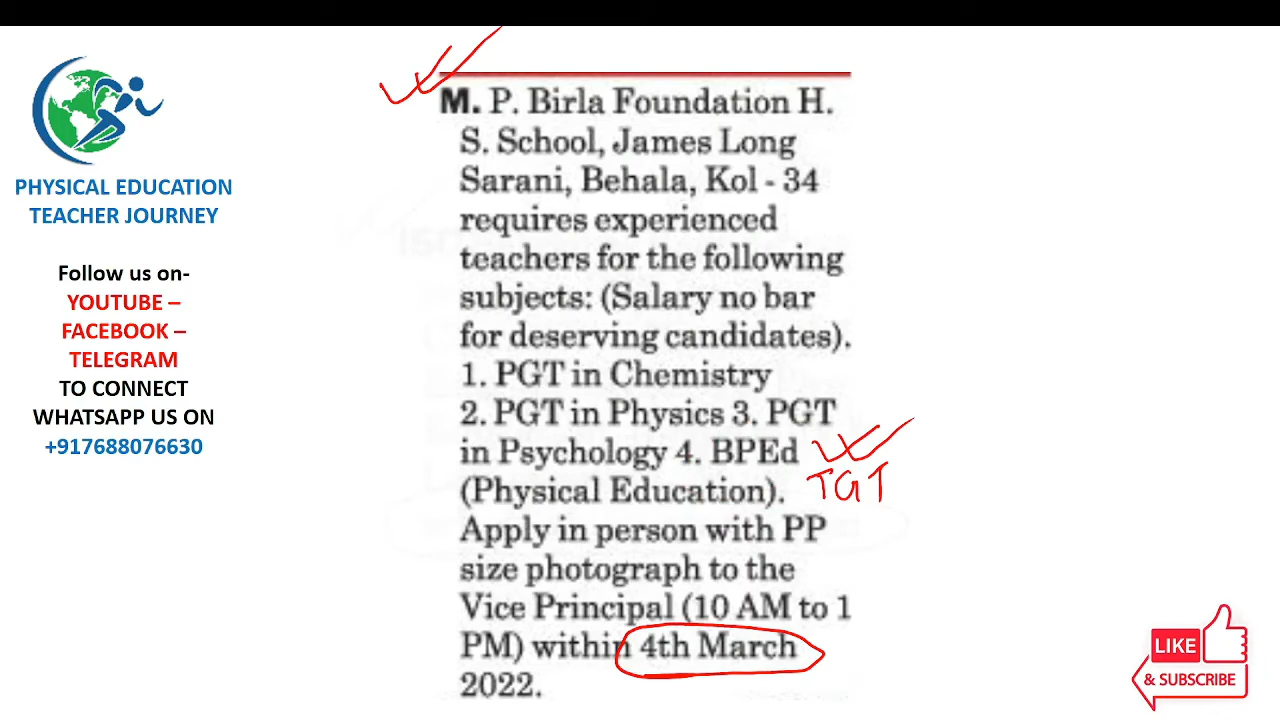 PHYSICAL EDUCATION
TEACHER JOURNEY
Follow us on-
YOUTUBE –
FACEBOOK –
TELEGRAM
TO CONNECT
WHATSAPP US ON
+917688076630
M. P. Birla Foundation H.
S. School, James Long
Sarani, Behala, Kol - 34
requires experienced
teachers for the following
subjects: (Salary no bar
for deserving candidates).
1. PGT in Chemistry
2. PGT in Physics 3. PGT
in Psychology 4. BPEd
(Physical Education).
TGT
Apply in person with PP
size photograph to the
Vice Principal (10 AM to 1
PM) within 4th March
2022.
LIKE
& SUBSCRIBE